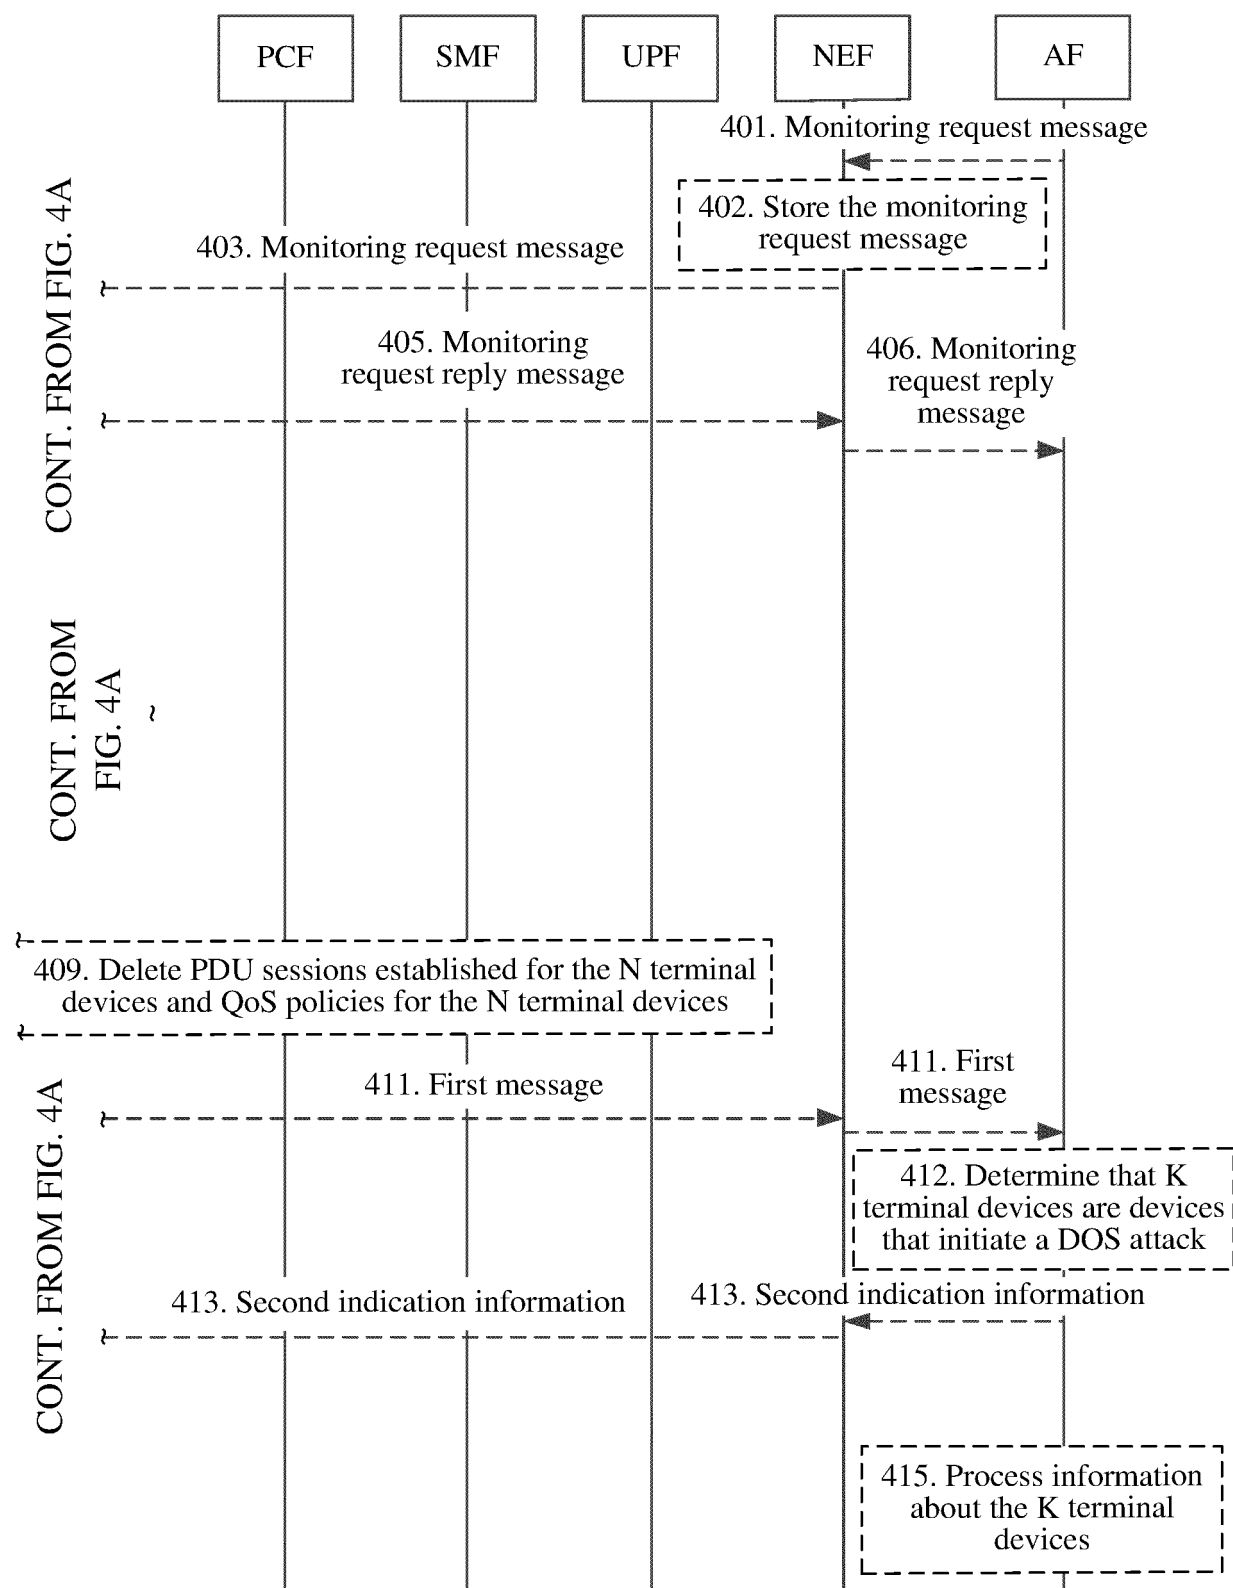 PCF
SMF
UPF
NEF
AF
401. Monitoring request message
402. Store the monitoring
request message
403. Monitoring request message
CONT. FROM FIG. 4A
405. Monitoring
request reply message
406. Monitoring
request reply
message
CONT. FROM
FIG. 4A
409. Delete PDU sessions established for the N terminal
devices and QoS policies for the N terminal devices
411. First message
411. First
message
CONT. FROM FIG. 4A
412. Determine that K
terminal devices are devices
that initiate a DOS attack
413. Second indication information
413. Second indication information
415. Process information
about the K terminal
devices